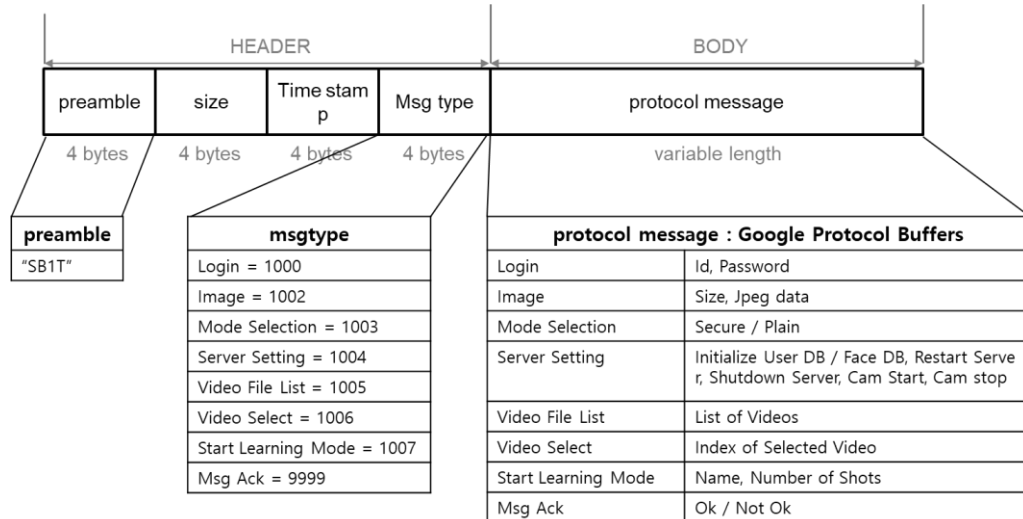 HEADER BODY
preamble size Time stam
p Msg type protocol message
4 bytes 4 bytes 4 bytes 4 bytes variable length
preamble
"SB1T"
msgtype
Login = 1000
Image = 1002
Mode Selection = 1003
Server Setting = 1004
Video File List = 1005
Video Select = 1006
Start Learning Mode = 1007
Msg Ack = 9999
protocol message : Google Protocol Buffers
Login Id, Password
Image Size, Jpeg data
Mode Selection Secure / Plain
Server Setting Initialize User DB / Face DB, Restart Serve
r, Shutdown Server, Cam Start, Cam stop
Video File List List of Videos
Video Select Index of Selected Video
Start Learning Mode Name, Number of Shots
Msg Ack Ok / Not Ok